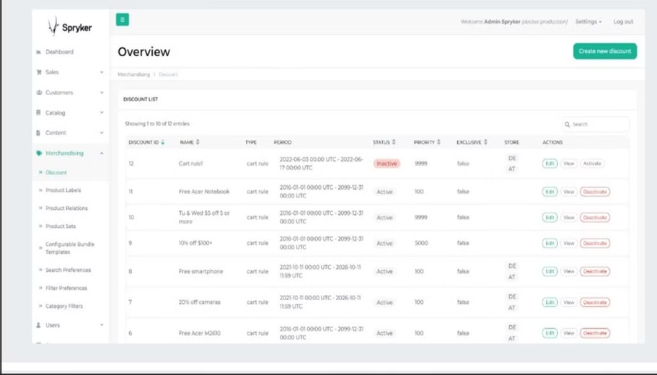 Spryker
Welcome Admin Spryker (docker.production) Settings Log out
Dashboard
Sales
Customers
Catalog
Content
Merchandising
Discount
Product Labels
Product Relations
Product Sets
Configurable Bundle
Templates
Search Preferences
Filter Preferences
Category Filters
Users
Overview
Create new discount
Merchandising > Discount
DISCOUNT LIST
Showing 1 to 10 of 12 entries
Search
DISCOUNT ID NAME TYPE PERIOD STATUS PRIORITY EXCLUSIVE STORE ACTIONS
12 Cart rule1 cart rule 2022-06-03 00:00 UTC - 2022-06-
17 00:00 UTC Inactive 9999 false DE
AT Edit View Activate
11 Free Acer Notebook cart rule 2016-01-01 00:00 UTC - 2099-12-31
00:00 UTC Active 100 false Edit View Deactivate
10 Tu & Wed $5 off 5 or
more cart rule 2016-01-01 00:00 UTC - 2099-12-31
00:00 UTC Active 9999 false Edit View Deactivate
9 10% off $100+ cart rule 2016-01-01 00:00 UTC - 2099-12-31
00:00 UTC Active 5000 false Edit View Deactivate
8 Free smartphone cart rule 2021-10-11 00:00 UTC - 2026-10-11
11:59 UTC Active 100 false DE
AT Edit View Deactivate
7 20% off cameras cart rule 2021-10-11 00:00 UTC - 2026-10-11
11:59 UTC Active 100 false DE
AT Edit View Deactivate
6 Free Acer M2610 cart rule 2016-01-01 00:00 UTC - 2099-12-31
00:00 UTC Active 100 false DE
AT Edit View Deactivate